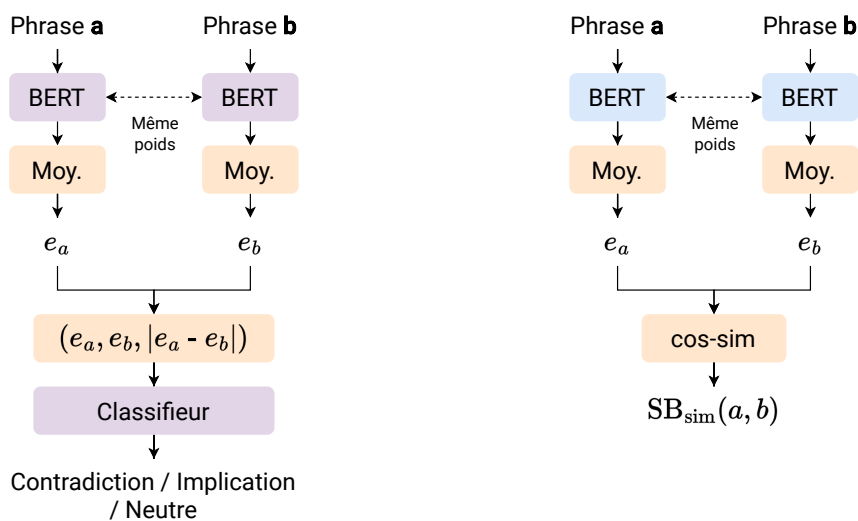 Phrase a
Phrase b
BERT
BERT
Même
poids
Moy.
Moy.
e_a
e_b
(e_a, e_b, |e_a - e_b|)
Classifieur
Contradiction / Implication
/ Neutre
Phrase a
Phrase b
BERT
BERT
Même
poids
Moy.
Moy.
e_a
e_b
cos-sim
SB_sim(a, b)